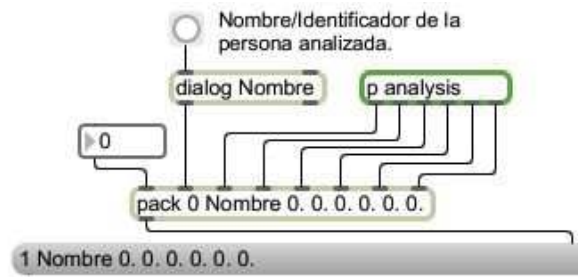 Nombre/Identificador de la
persona analizada.
dialog Nombre
p analysis
0
pack 0 Nombre 0. 0. 0. 0. 0. 0.
1 Nombre 0. 0. 0. 0. 0. 0.